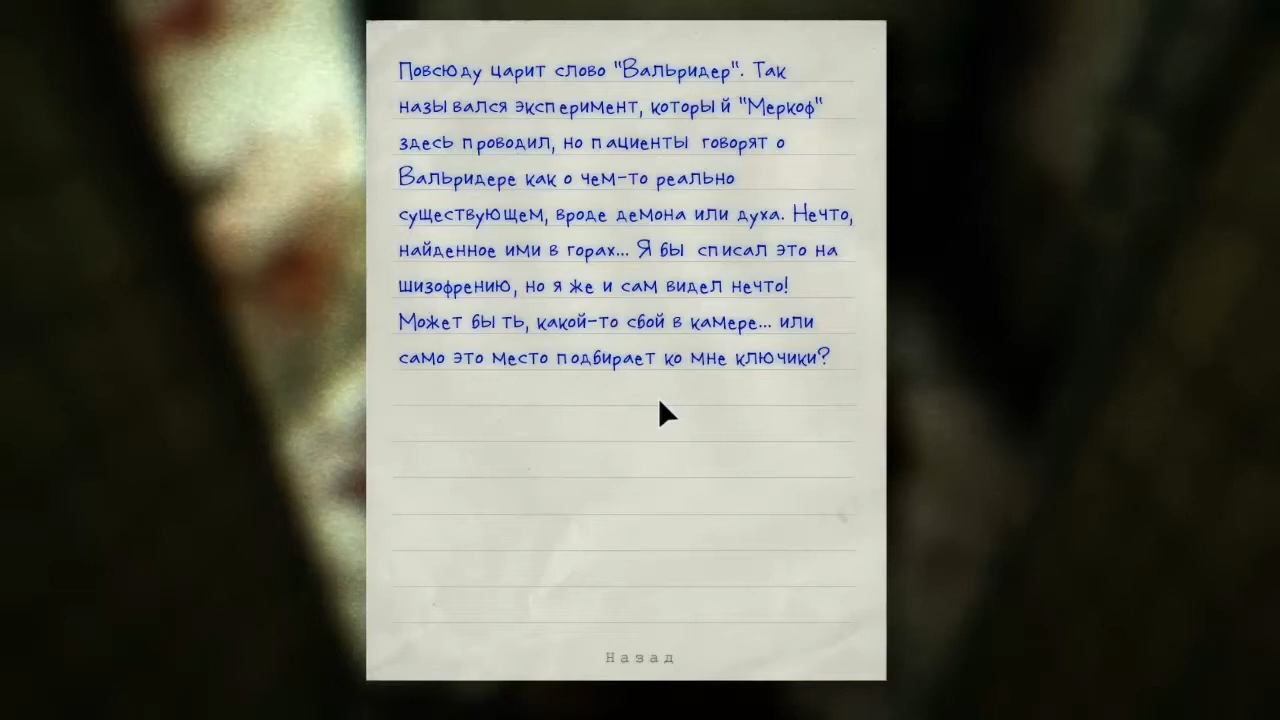 Повсюду царит слово "Вальридер". Так
назывался эксперимент, который "Меркоф"
здесь проводил, но пациенты говорят о
Вальридере как о чем-то реально
существующем, вроде демона или духа. Нечто,
найденное ими в горах... Я бы списал это на
шизофрению, но я же и сам видел нечто!
Может быть, какой-то сбой в камере... или
само это место подбирает ко мне ключики?
Назад